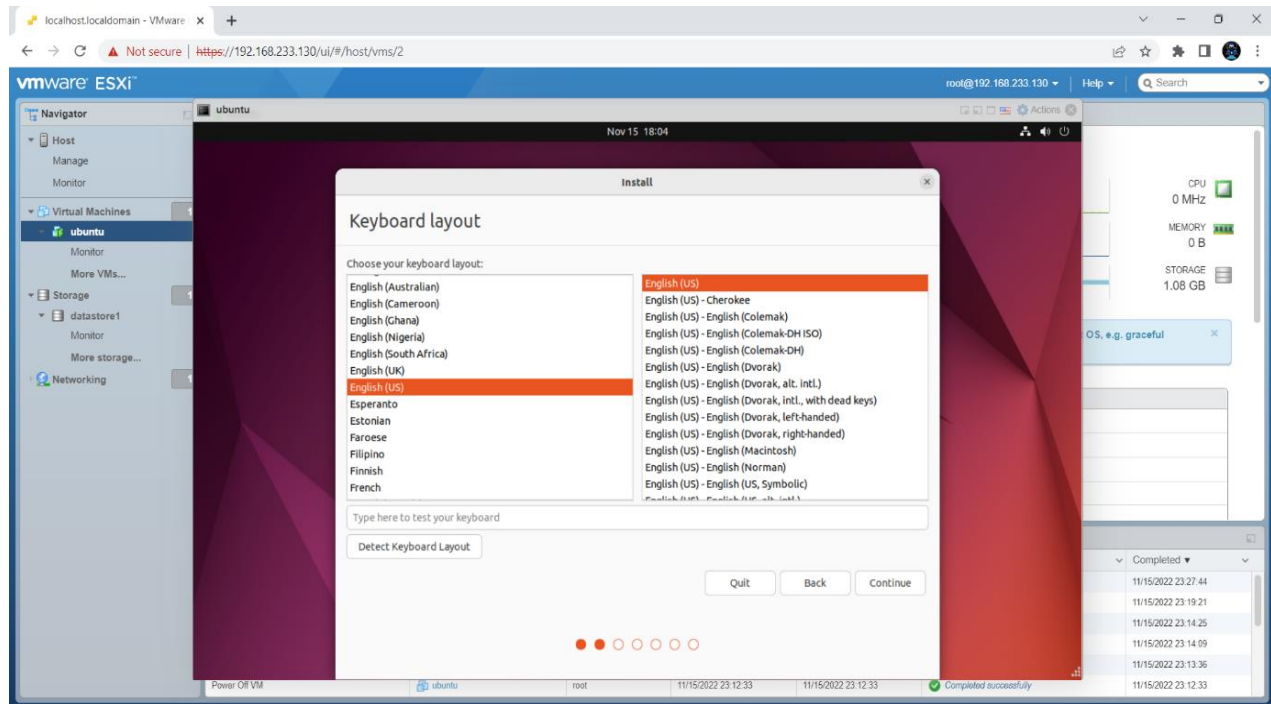 localhost.localdomain - VMware
Not secure | https://192.168.233.130/ui/#/host/vms/2
vmware ESXi™
root@192.168.233.130
Help
Search
Navigator
Host
Manage
Monitor
Virtual Machines
1
ubuntu
Monitor
More VMs...
Storage
1
datastore1
Monitor
More storage...
Networking
1
ubuntu
Actions
Nov 15 18:04
Install
Keyboard layout
Choose your keyboard layout:
English (Australian)
English (Cameroon)
English (Ghana)
English (Nigeria)
English (South Africa)
English (UK)
English (US)
Esperanto
Estonian
Faroese
Filipino
Finnish
French
English (US)
English (US) - Cherokee
English (US) - English (Colemak)
English (US) - English (Colemak-DH ISO)
English (US) - English (Colemak-DH)
English (US) - English (Dvorak)
English (US) - English (Dvorak, alt. intl.)
English (US) - English (Dvorak, intl., with dead keys)
English (US) - English (Dvorak, left-handed)
English (US) - English (Dvorak, right-handed)
English (US) - English (Macintosh)
English (US) - English (Norman)
English (US) - English (US, Symbolic)
English (US) - English (US, alt. intl.)
Type here to test your keyboard
Detect Keyboard Layout
Quit
Back
Continue
CPU
0 MHz
MEMORY
0 B
STORAGE
1.08 GB
OS, e.g. graceful
Completed
11/15/2022 23:27:44
11/15/2022 23:19:21
11/15/2022 23:14:25
11/15/2022 23:14:09
11/15/2022 23:13:36
Power Off VM ubuntu root 11/15/2022 23:12:33 11/15/2022 23:12:33 Completed successfully 11/15/2022 23:12:33